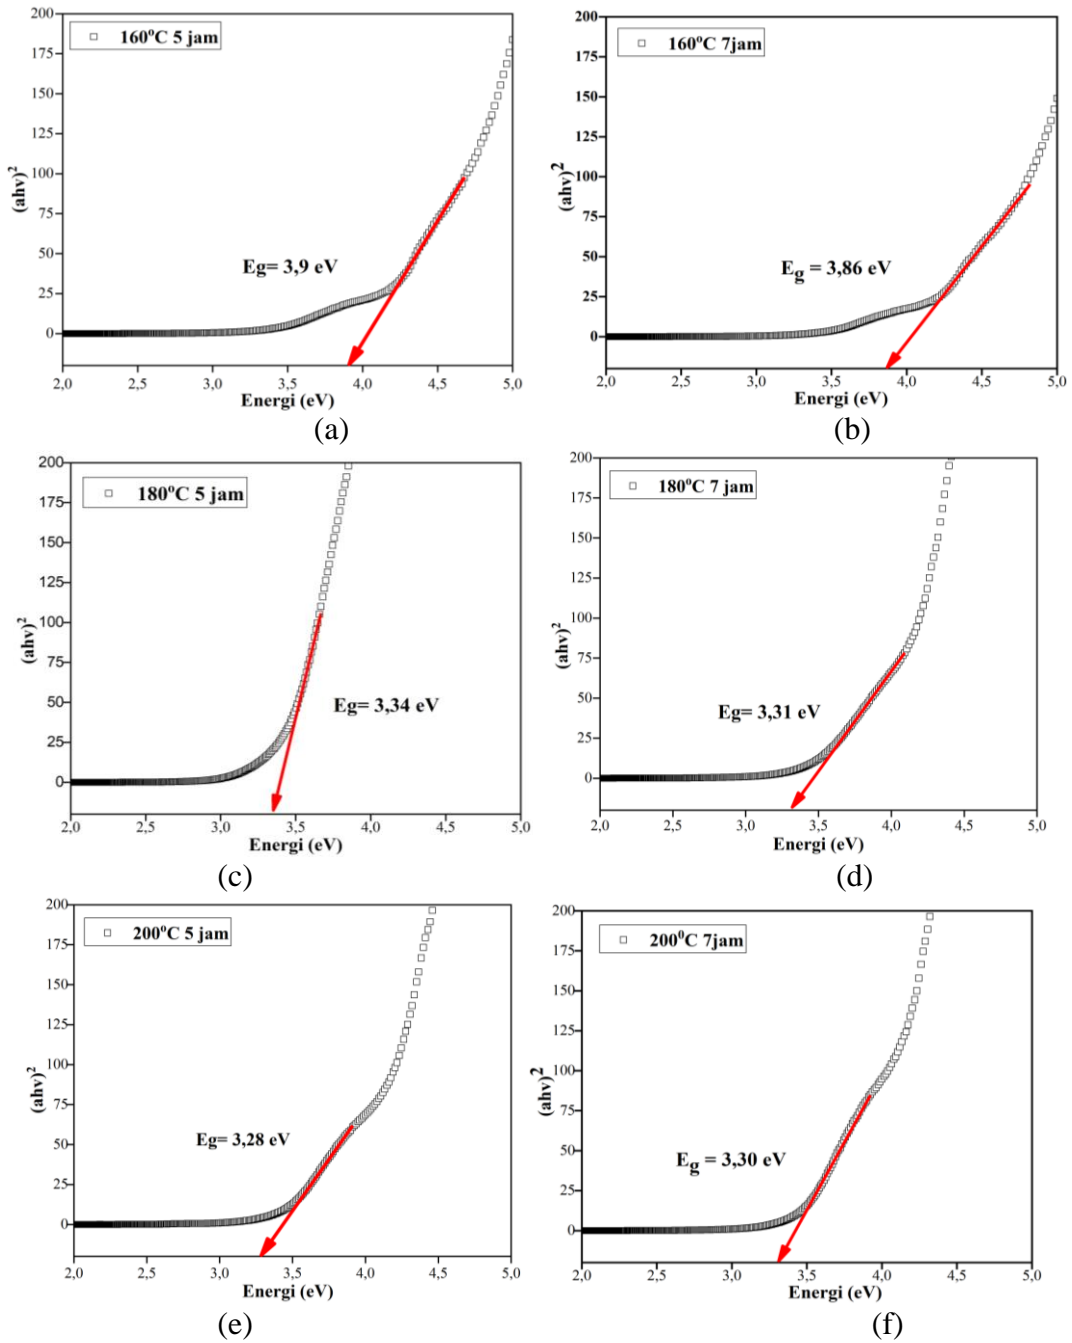 200
175
150
125
100
75
50
25
0
(ahv)²
160°C 5 jam
Eg= 3,9 eV
2,0 2,5 3,0 3,5 4,0 4,5 5,0
Energi (eV)
(a)
200
175
150
125
100
75
50
25
0
(ahv)²
160°C 7jam
Eg = 3,86 eV
2,0 2,5 3,0 3,5 4,0 4,5 5,0
Energi (eV)
(b)
200
175
150
125
100
75
50
25
0
(ahv)²
180°C 5 jam
Eg= 3,34 eV
2,0 2,5 3,0 3,5 4,0 4,5 5,0
Energi (eV)
(c)
200
175
150
125
100
75
50
25
0
(ahv)²
180°C 7 jam
Eg= 3,31 eV
2,0 2,5 3,0 3,5 4,0 4,5 5,0
Energi (eV)
(d)
200
175
150
125
100
75
50
25
0
(ahv)²
200°C 5 jam
Eg= 3,28 eV
2,0 2,5 3,0 3,5 4,0 4,5 5,0
Energi (eV)
(e)
200
175
150
125
100
75
50
25
0
(ahv)²
200⁰C 7jam
Eg = 3,30 eV
2,0 2,5 3,0 3,5 4,0 4,5 5,0
Energi (eV)
(f)